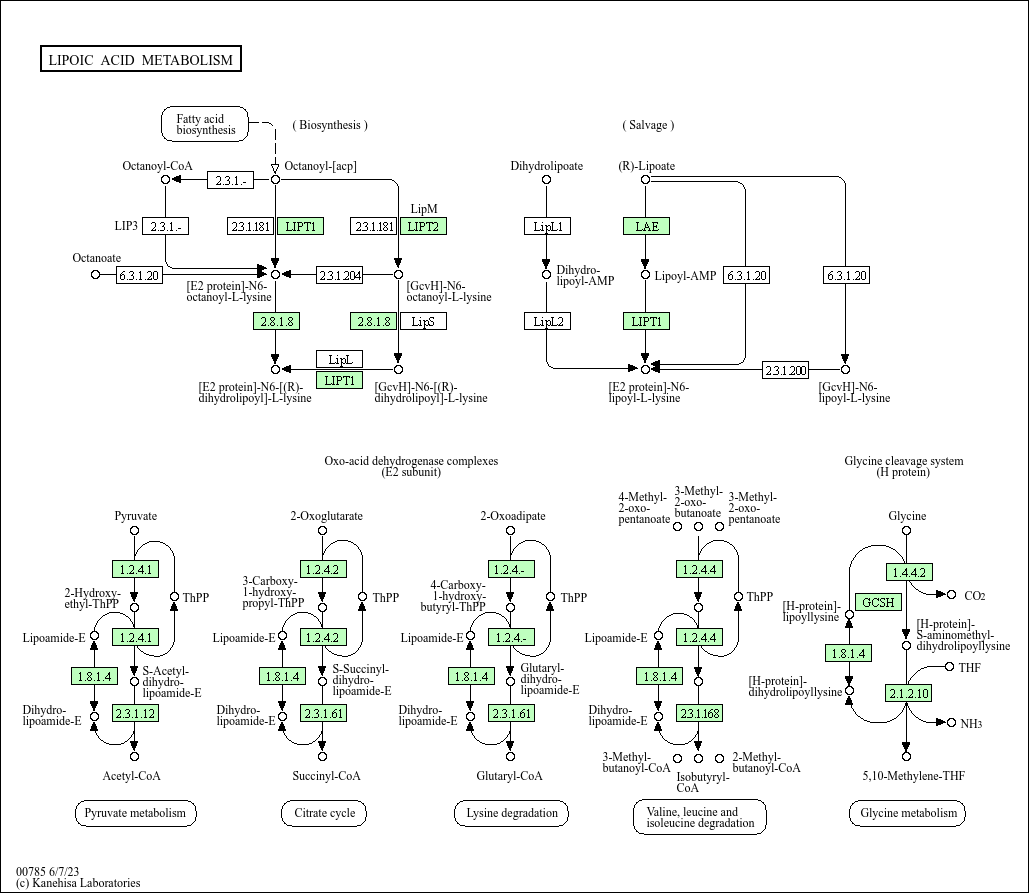 LIPOIC ACID METABOLISM
Fatty acid
biosynthesis
( Biosynthesis )
( Salvage )
Octanoyl-CoA
2.3.1.-
Octanoyl-[acp]
Dihydrolipoate
(R)-Lipoate
LipM
LIP3
2.3.1.-
2.3.1.181
LIPT1
2.3.1.181
LIPT2
LipL1
LAE
Octanoate
6.3.1.20
2.3.1.204
[E2 protein]-N6-
octanoyl-L-lysine
[GcvH]-N6-
octanoyl-L-lysine
Dihydro-
lipoyl-AMP
Lipoyl-AMP
6.3.1.20
6.3.1.20
2.8.1.8
2.8.1.8
LipS
LipL2
LIPT1
LipL
LIPT1
2.3.1.200
[E2 protein]-N6-[(R)-
dihydrolipoyl]-L-lysine
[GcvH]-N6-[(R)-
dihydrolipoyl]-L-lysine
[E2 protein]-N6-
lipoyl-L-lysine
[GcvH]-N6-
lipoyl-L-lysine
Oxo-acid dehydrogenase complexes
(E2 subunit)
Glycine cleavage system
(H protein)
Pyruvate
1.2.4.1
2-Hydroxy-
ethyl-ThPP
ThPP
Lipoamide-E
1.2.4.1
1.8.1.4
S-Acetyl-
dihydro-
lipoamide-E
Dihydro-
lipoamide-E
2.3.1.12
Acetyl-CoA
Pyruvate metabolism
2-Oxoglutarate
1.2.4.2
3-Carboxy-
1-hydroxy-
propyl-ThPP
ThPP
Lipoamide-E
1.2.4.2
1.8.1.4
S-Succinyl-
dihydro-
lipoamide-E
Dihydro-
lipoamide-E
2.3.1.61
Succinyl-CoA
Citrate cycle
2-Oxoadipate
1.2.4.-
4-Carboxy-
1-hydroxy-
butyryl-ThPP
ThPP
Lipoamide-E
1.2.4.-
1.8.1.4
Glutaryl-
dihydro-
lipoamide-E
Dihydro-
lipoamide-E
2.3.1.61
Glutaryl-CoA
Lysine degradation
4-Methyl-
2-oxo-
pentanoate
3-Methyl-
2-oxo-
butanoate
3-Methyl-
2-oxo-
pentanoate
1.2.4.4
ThPP
Lipoamide-E
1.2.4.4
1.8.1.4
Dihydro-
lipoamide-E
2.3.1.168
3-Methyl-
butanoyl-CoA
Isobutyryl-
CoA
2-Methyl-
butanoyl-CoA
Valine, leucine and
isoleucine degradation
Glycine
1.4.4.2
CO2
GCSH
[H-protein]-
lipoyllysine
[H-protein]-
S-aminomethyl-
dihydrolipoyllysine
1.8.1.4
THF
[H-protein]-
dihydrolipoyllysine
2.1.2.10
NH3
5,10-Methylene-THF
Glycine metabolism
00785 6/7/23
(c) Kanehisa Laboratories